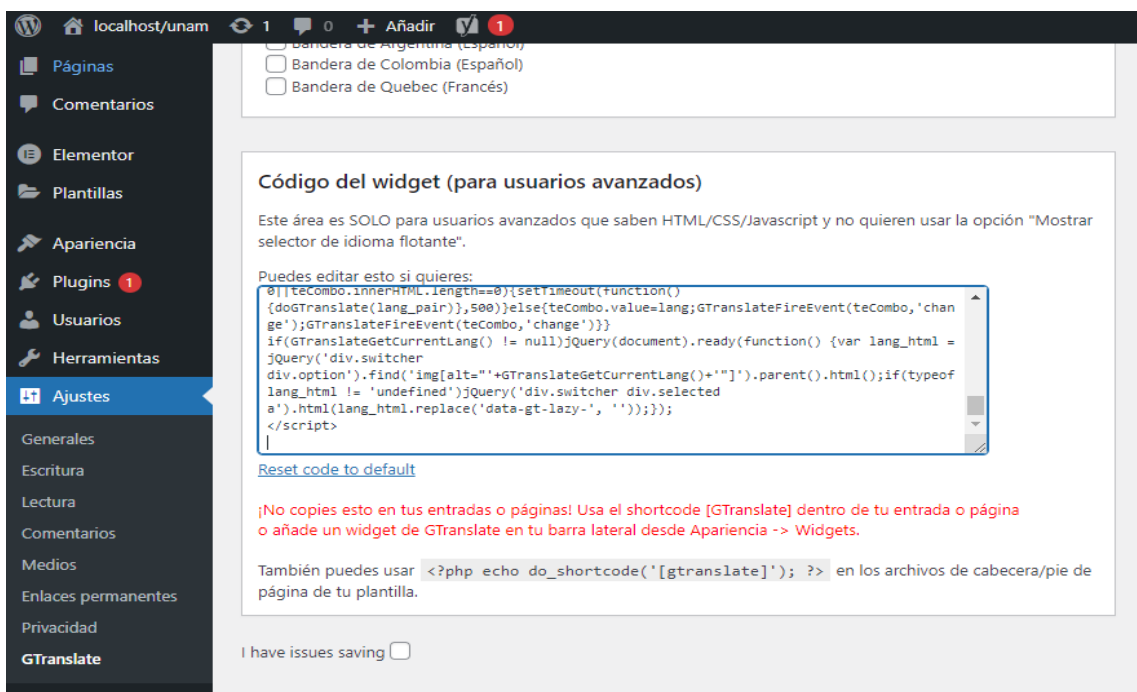 localhost/unam 1 0 Añadir 1
Páginas
Comentarios
Elementor
Plantillas
Apariencia
Plugins 1
Usuarios
Herramientas
Ajustes
Generales
Escritura
Lectura
Comentarios
Medios
Enlaces permanentes
Privacidad
GTranslate
Bandera de Argentina (Español)
Bandera de Colombia (Español)
Bandera de Quebec (Francés)
Código del widget (para usuarios avanzados)
Este área es SOLO para usuarios avanzados que saben HTML/CSS/Javascript y no quieren usar la opción "Mostrar
selector de idioma flotante".
Puedes editar esto si quieres:
0||teCombo.innerHTML.length==0){setTimeout(function()
{doGTranslate(lang_pair)},500)}else{teCombo.value=lang;GTranslateFireEvent(teCombo,'chan
ge');GTranslateFireEvent(teCombo,'change')}}
if(GTranslateGetCurrentLang() != null)jQuery(document).ready(function() {var lang_html =
jQuery('div.switcher
div.option').find('img[alt="'+GTranslateGetCurrentLang()+'"]').parent().html();if(typeof
lang_html != 'undefined')jQuery('div.switcher div.selected
a').html(lang_html.replace('data-gt-lazy-', ''));});
</script>
Reset code to default
¡No copies esto en tus entradas o páginas! Usa el shortcode [GTranslate] dentro de tu entrada o página
o añade un widget de GTranslate en tu barra lateral desde Apariencia -> Widgets.
También puedes usar <?php echo do_shortcode('[gtranslate]'); ?> en los archivos de cabecera/pie de
página de tu plantilla.
I have issues saving